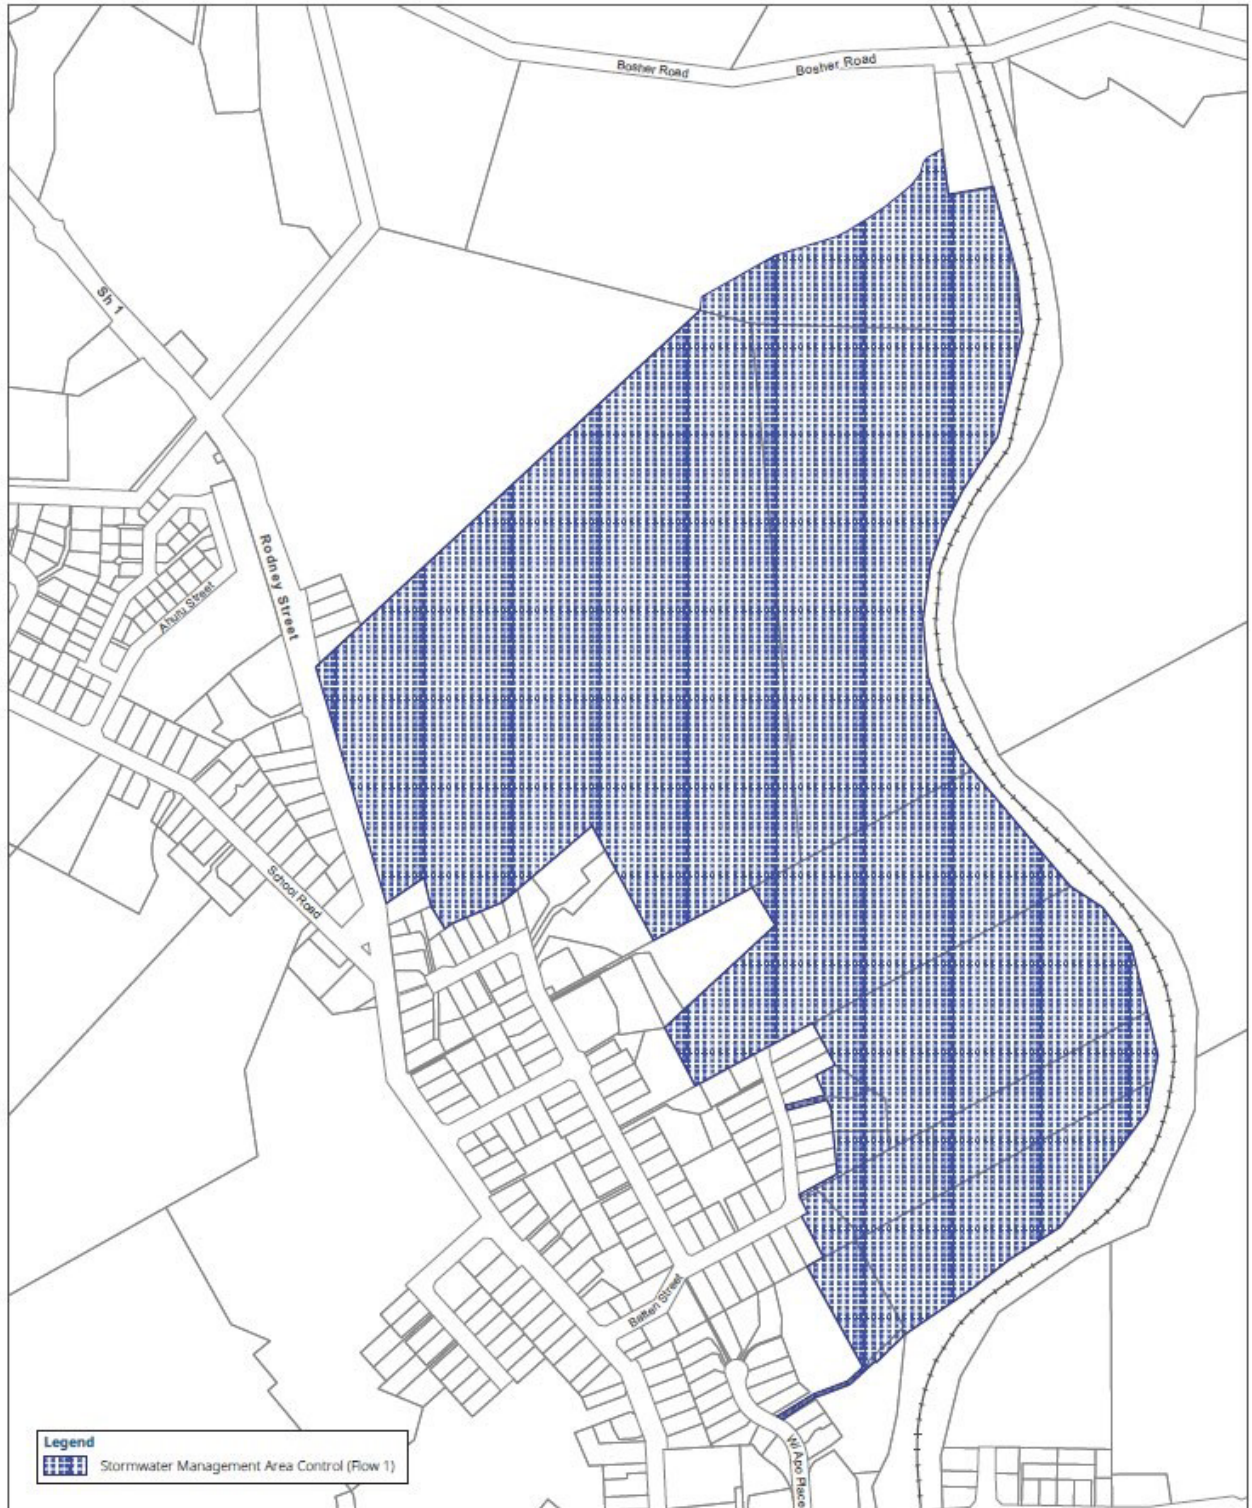 Bosher Road
Bosher Road
Sh 1
Rodney Street
Ahutu Street
School Road
Batten Street
Wi Apo Place
Legend
Stormwater Management Area Control (Flow 1)